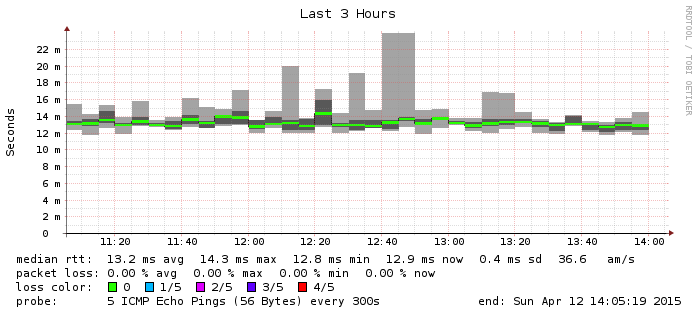 Last 3 Hours
RRDTOOL / TOBI OETIKER
Seconds
22 m
20 m
18 m
16 m
14 m
12 m
10 m
8 m
6 m
4 m
2 m
0
11:20 11:40 12:00 12:20 12:40 13:00 13:20 13:40 14:00
median rtt: 13.2 ms avg 14.3 ms max 12.8 ms min 12.9 ms now 0.4 ms sd 36.6 am/s
packet loss: 0.00 % avg 0.00 % max 0.00 % min 0.00 % now
loss color: 0 1/5 2/5 3/5 4/5
probe: 5 ICMP Echo Pings (56 Bytes) every 300s end: Sun Apr 12 14:05:19 2015